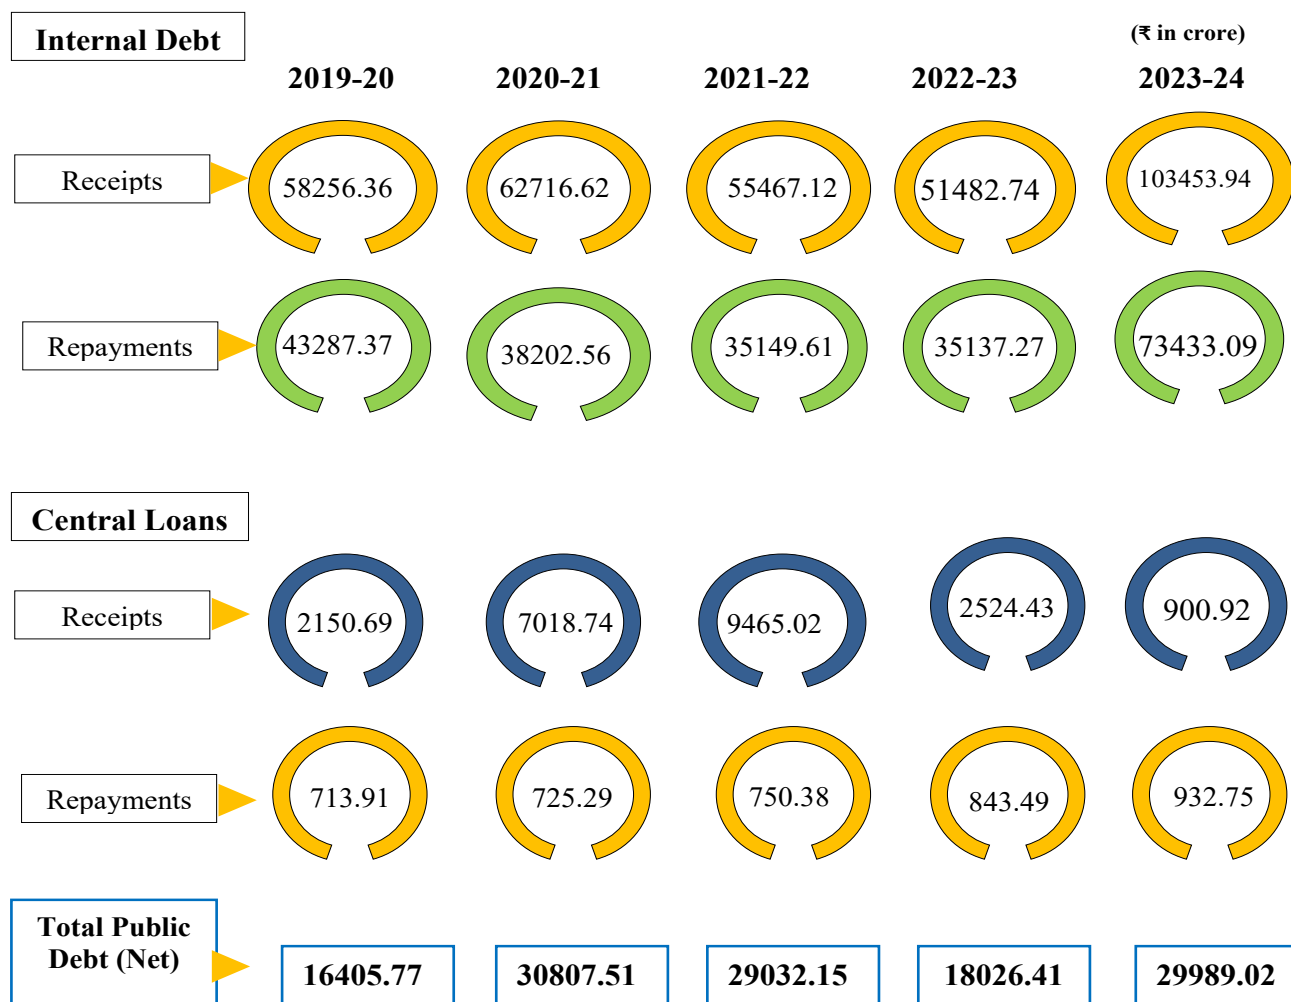 Internal Debt
(₹ in crore)
2019-20 2020-21 2021-22 2022-23 2023-24
Receipts 58256.36 62716.62 55467.12 51482.74 103453.94
Repayments 43287.37 38202.56 35149.61 35137.27 73433.09
Central Loans
Receipts 2150.69 7018.74 9465.02 2524.43 900.92
Repayments 713.91 725.29 750.38 843.49 932.75
Total Public
Debt (Net)
16405.77 30807.51 29032.15 18026.41 29989.02